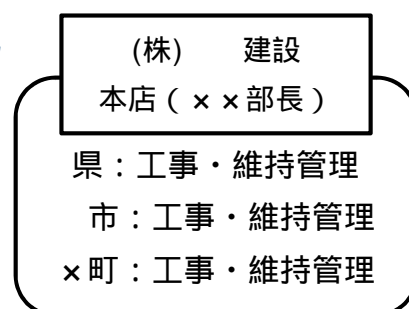 (株)　　建設
本店（××部長）
県：工事・維持管理
市：工事・維持管理
×町：工事・維持管理